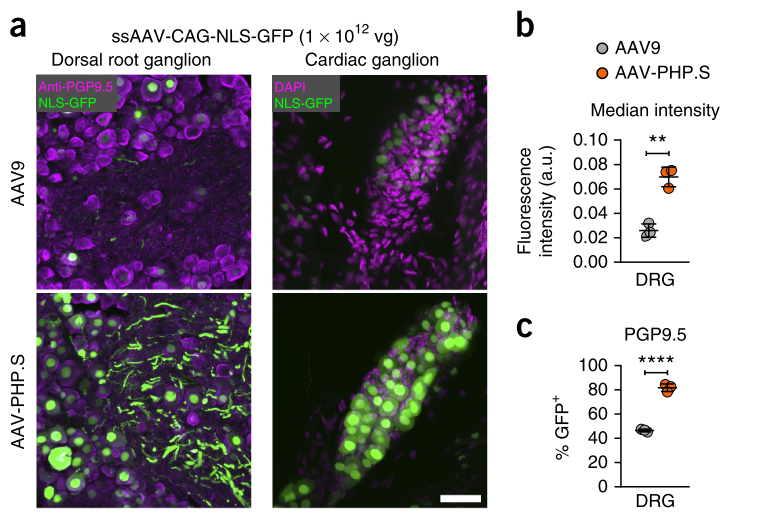 a
ssAAV-CAG-NLS-GFP (1 × 10¹² vg)
Dorsal root ganglion
Cardiac ganglion
Anti-PGP9.5
NLS-GFP
DAPI
NLS-GFP
AAV9
AAV-PHP.S
b
AAV9
AAV-PHP.S
Median intensity
**
Fluorescence
intensity (a.u.)
0.10
0.08
0.06
0.04
0.02
0.00
DRG
c
PGP9.5
****
% GFP⁺
100
80
60
40
20
0
DRG